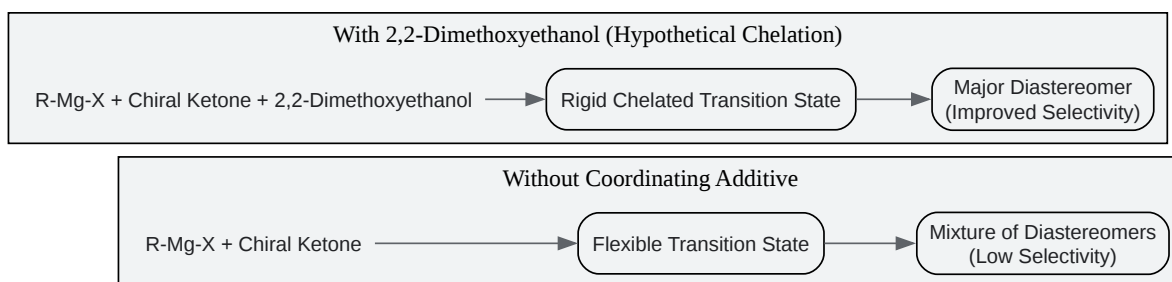 With 2,2-Dimethoxyethanol (Hypothetical Chelation)
R-Mg-X + Chiral Ketone + 2,2-Dimethoxyethanol
Rigid Chelated Transition State
Major Diastereomer
(Improved Selectivity)
Without Coordinating Additive
R-Mg-X + Chiral Ketone
Flexible Transition State
Mixture of Diastereomers
(Low Selectivity)